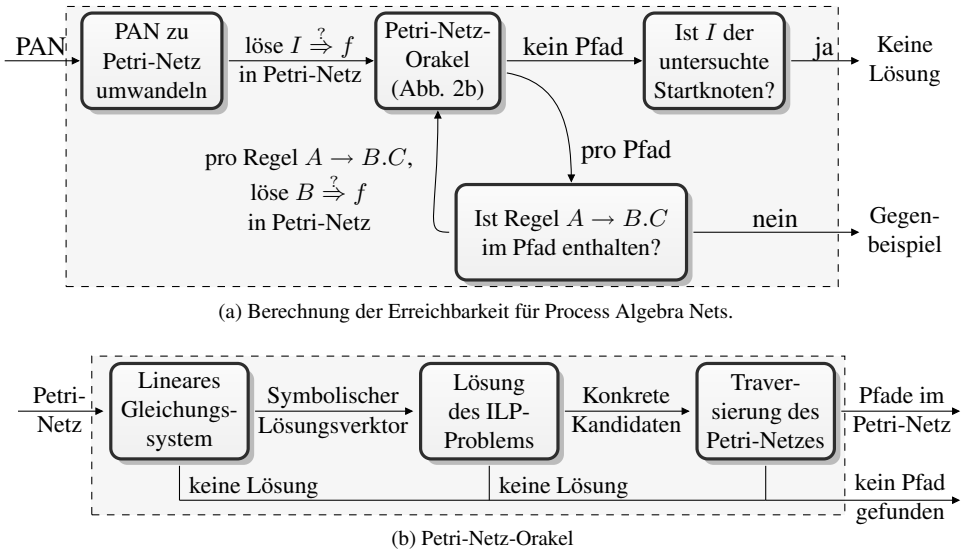 PAN
PAN zu
Petri-Netz
umwandeln
löse I ?⇒ f
in Petri-Netz
Petri-Netz-
Orakel
(Abb. 2b)
kein Pfad
Ist I der
untersuchte
Startknoten?
ja
Keine
Lösung
pro Regel A → B.C,
löse B ?⇒ f
in Petri-Netz
pro Pfad
Ist Regel A → B.C
im Pfad enthalten?
nein
Gegen-
beispiel
(a) Berechnung der Erreichbarkeit für Process Algebra Nets.
Petri-
Netz
Lineares
Gleichungs-
system
Symbolischer
Lösungsverktor
Lösung
des ILP-
Problems
Konkrete
Kandidaten
Traver-
sierung des
Petri-Netzes
Pfade im
Petri-Netz
keine Lösung
keine Lösung
kein Pfad
gefunden
(b) Petri-Netz-Orakel